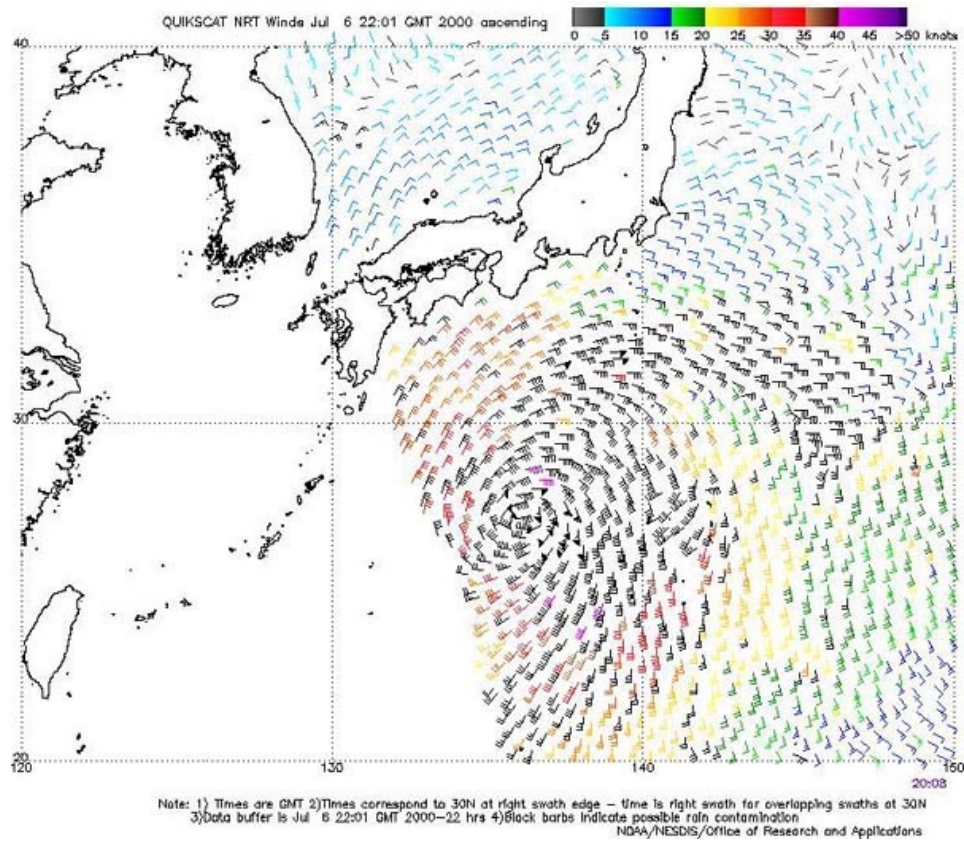 QUIKSCAT NRT Winds Jul 6 22:01 GMT 2000 ascending
0 5 10 15 20 25 30 35 40 45 >50 knots
40
30
20
120 130 140 150
20:08
Note: 1) Times are GMT 2)Times correspond to 30N at right swath edge – time is right swath for overlapping swaths at 30N
3)Data buffer is Jul 6 22:01 GMT 2000–22 hrs 4)Black barbs indicate possible rain contamination
NOAA/NESDIS/Office of Research and Applications